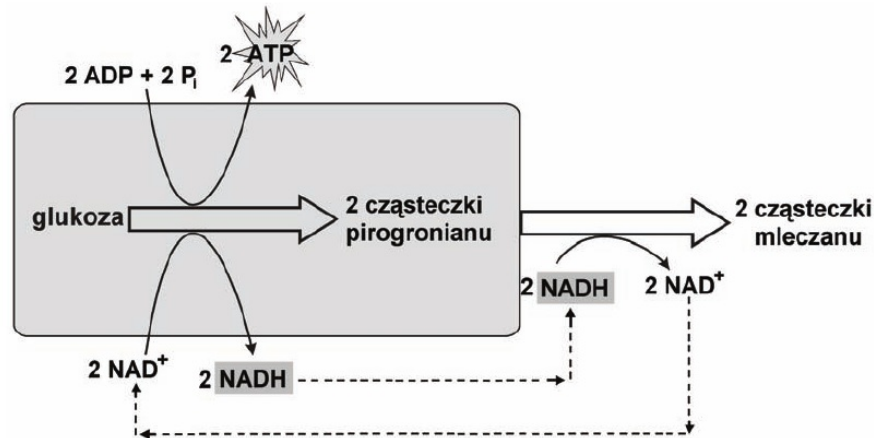 2 ATP
2 ADP + 2 Pi
glukoza
2 cząsteczki
pirogronianu
2 cząsteczki
mleczanu
2 NADH
2 NAD+
2 NAD+
2 NADH